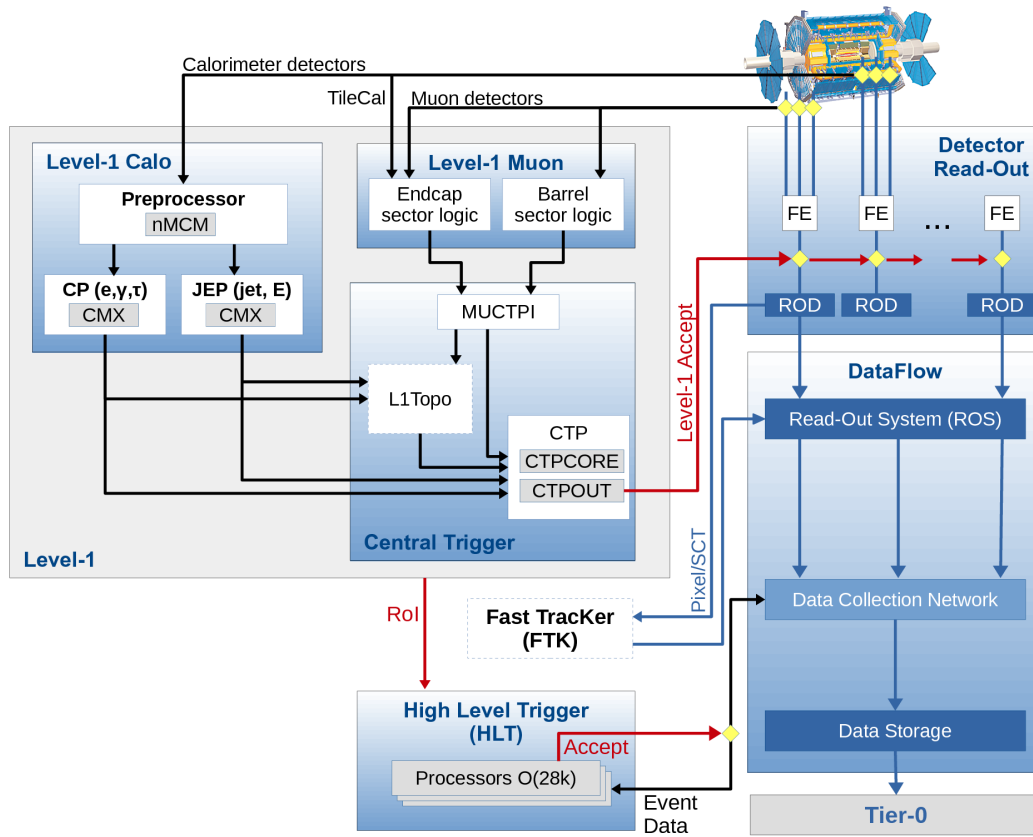 Calorimeter detectors
TileCal
Muon detectors
Level-1 Calo
Preprocessor
nMCM
CP (e,γ,τ)
CMX
JEP (jet, E)
CMX
Level-1 Muon
Endcap
sector logic
Barrel
sector logic
MUCTPI
L1Topo
CTP
CTPCORE
CTPOUT
Central Trigger
Level-1
Level-1 Accept
Detector
Read-Out
FE
FE
...
FE
ROD
ROD
ROD
DataFlow
Read-Out System (ROS)
Pixel/SCT
Data Collection Network
Data Storage
Tier-0
RoI
Fast TracKer
(FTK)
High Level Trigger
(HLT)
Accept
Processors O(28k)
Event
Data